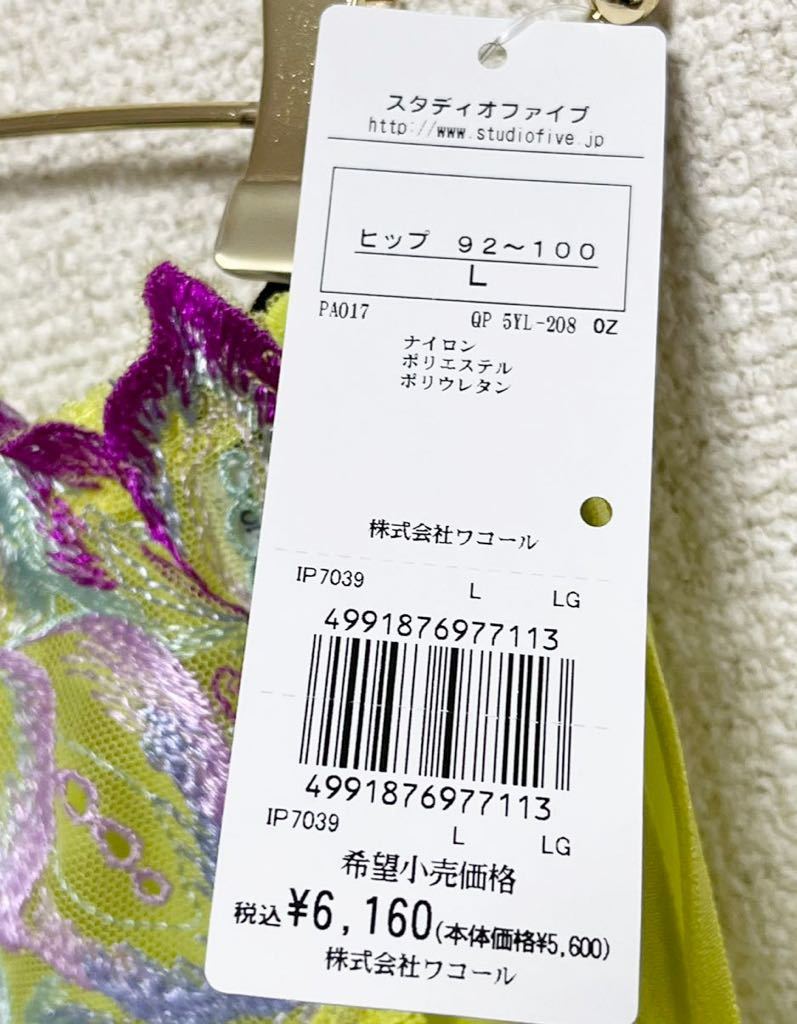 スタディオファイブ
http://www.studiofive.jp
ヒップ 92～100
L
PA017 QP 5YL-208 OZ
ナイロン
ポリエステル
ポリウレタン
株式会社ワコール
IP7039 L LG
4991876977113
4991876977113
IP7039 L LG
希望小売価格
税込¥6,160(本体価格¥5,600)
株式会社ワコール